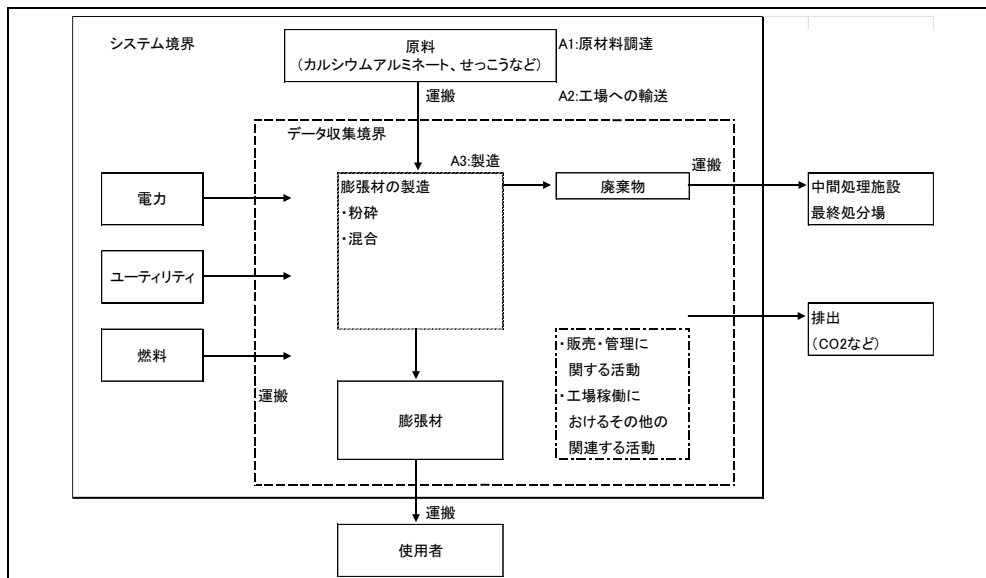 システム境界
原料
(カルシウムアルミネート、せっこうなど)
A1:原材料調達
運搬
A2:工場への輸送
データ収集境界
A3:製造
運搬
電力
膨張材の製造
・粉砕
・混合
廃棄物
中間処理施設
最終処分場
ユーティリティ
燃料
排出
(CO2など)
・販売・管理に
関する活動
・工場稼働に
おけるその他の
関連する活動
運搬
膨張材
運搬
使用者